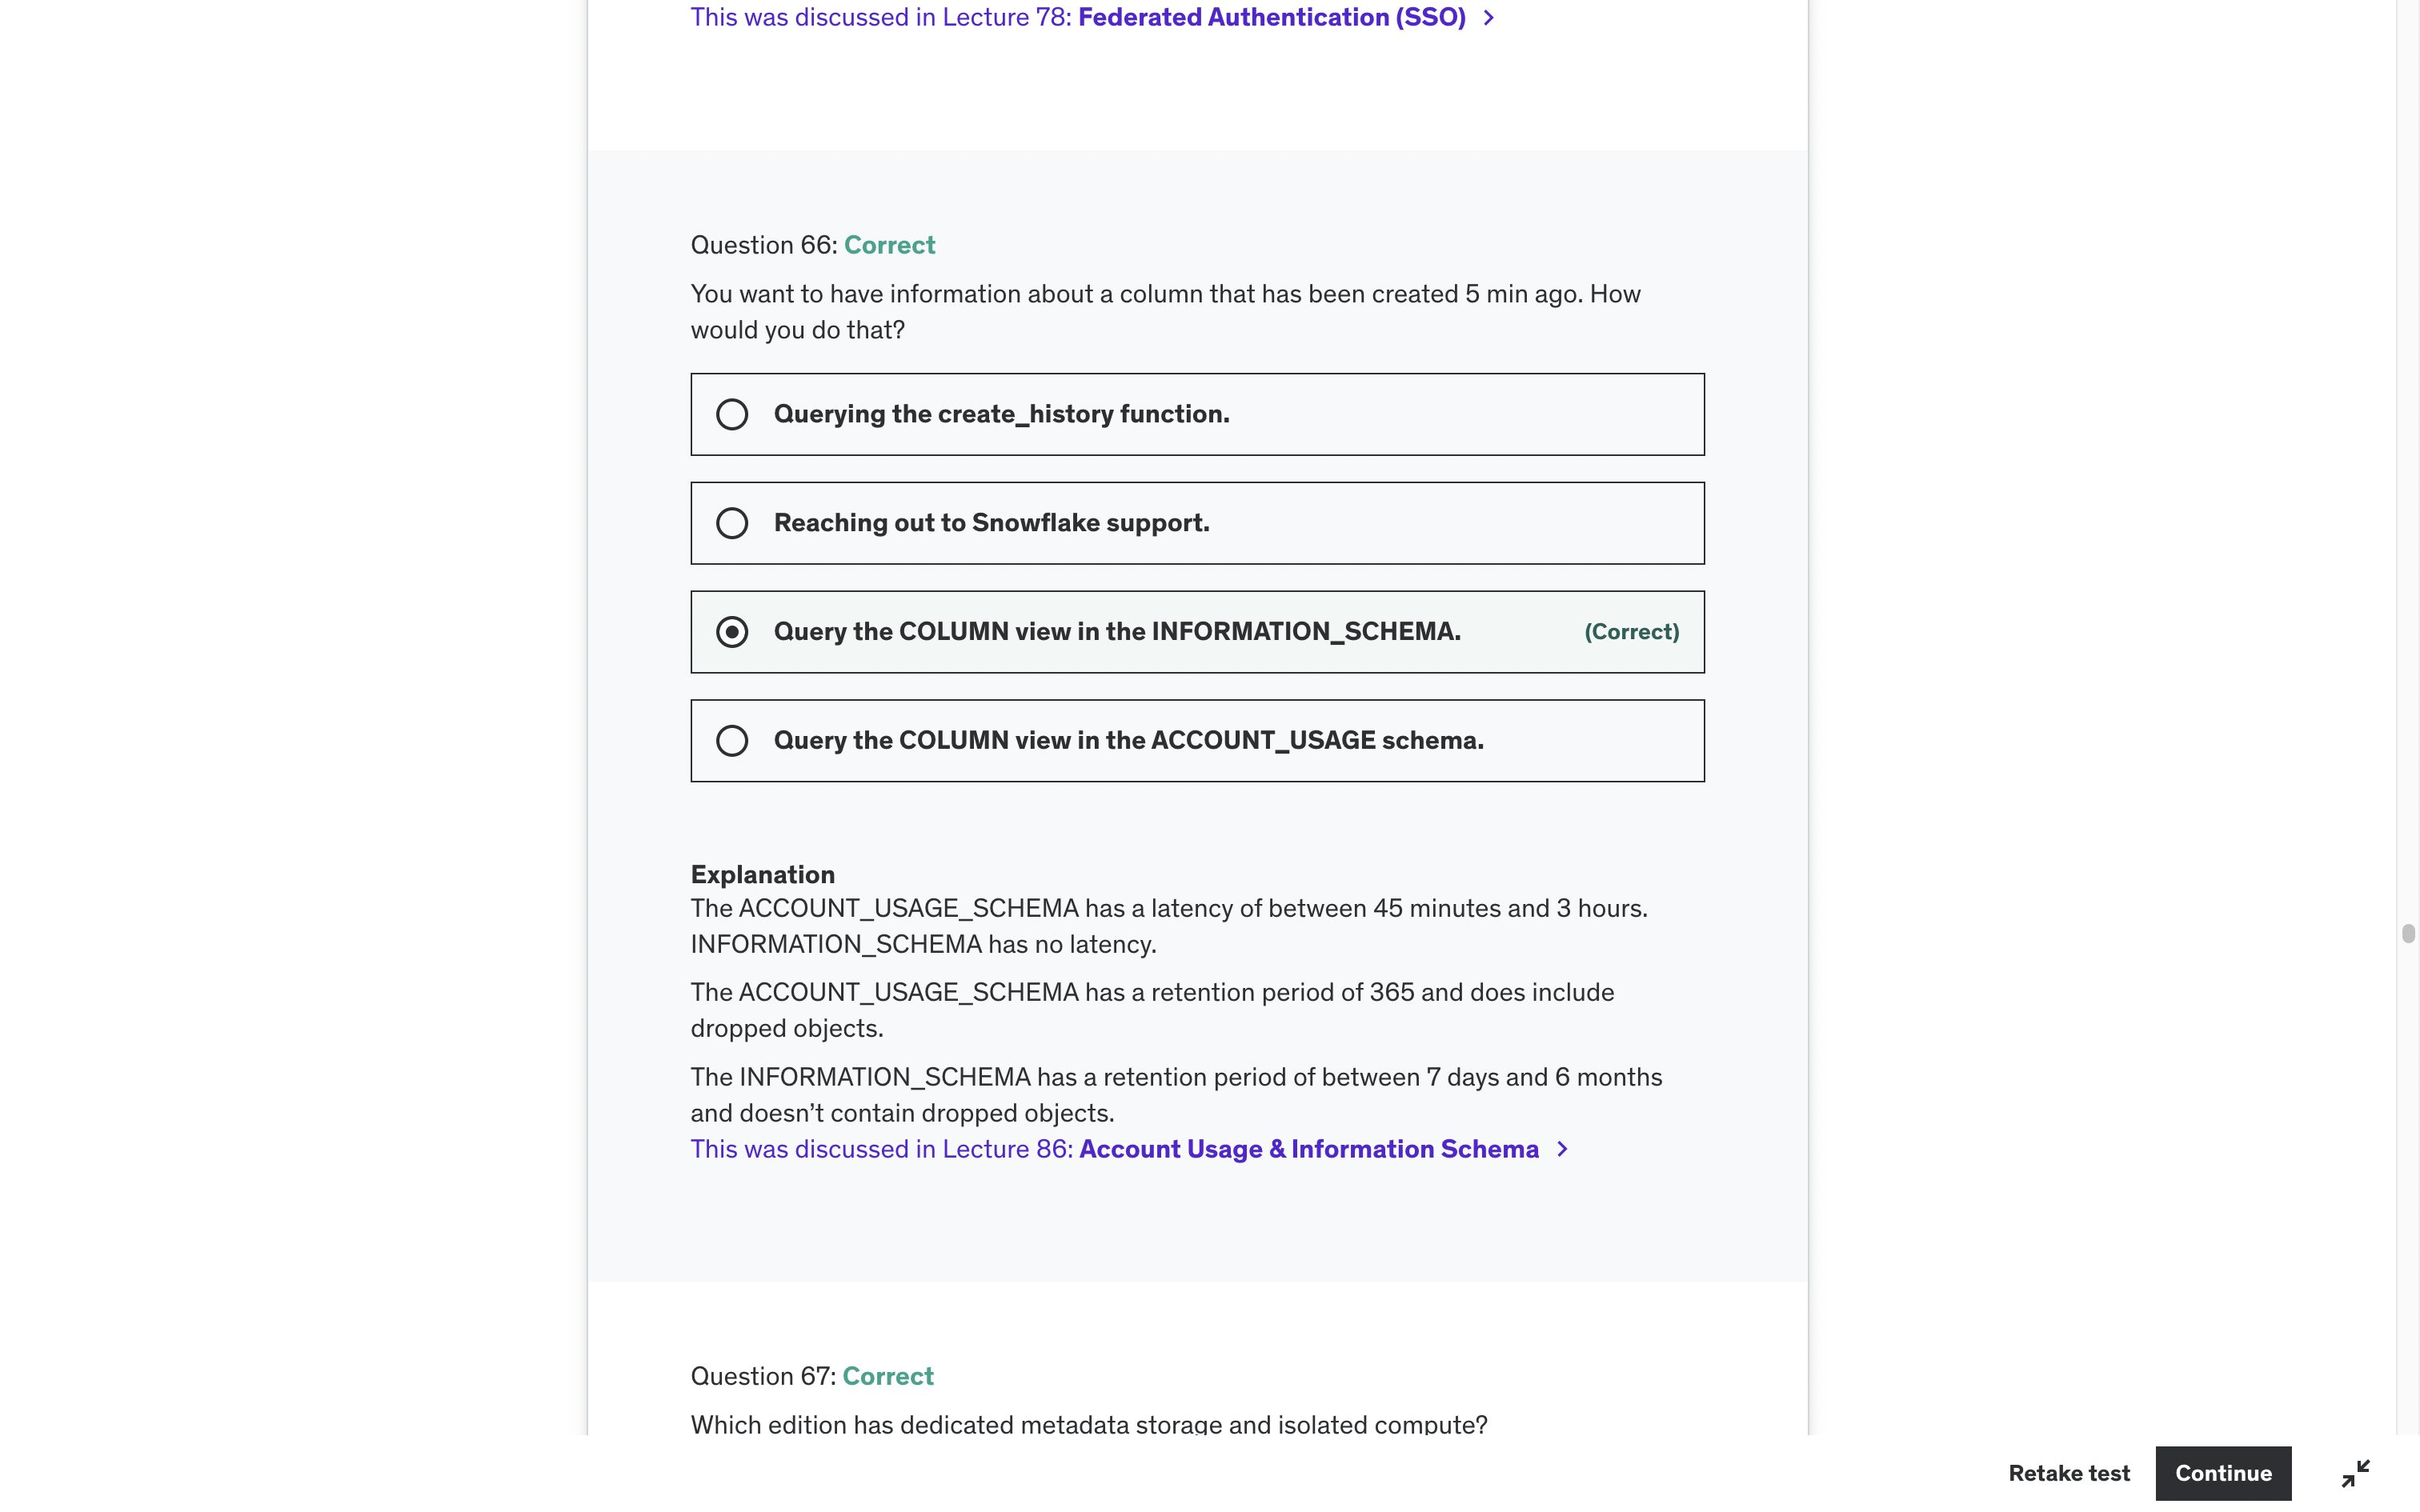 This was discussed in Lecture 78: Federated Authentication (SSO)
Question 66: Correct
You want to have information about a column that has been created 5 min ago. How
would you do that?
Querying the create_history function.
Reaching out to Snowflake support.
Query the COLUMN view in the INFORMATION_SCHEMA. (Correct)
Query the COLUMN view in the ACCOUNT_USAGE schema.
Explanation
The ACCOUNT_USAGE_SCHEMA has a latency of between 45 minutes and 3 hours.
INFORMATION_SCHEMA has no latency.
The ACCOUNT_USAGE_SCHEMA has a retention period of 365 and does include
dropped objects.
The INFORMATION_SCHEMA has a retention period of between 7 days and 6 months
and doesn’t contain dropped objects.
This was discussed in Lecture 86: Account Usage & Information Schema
Question 67: Correct
Which edition has dedicated metadata storage and isolated compute?
Retake test Continue